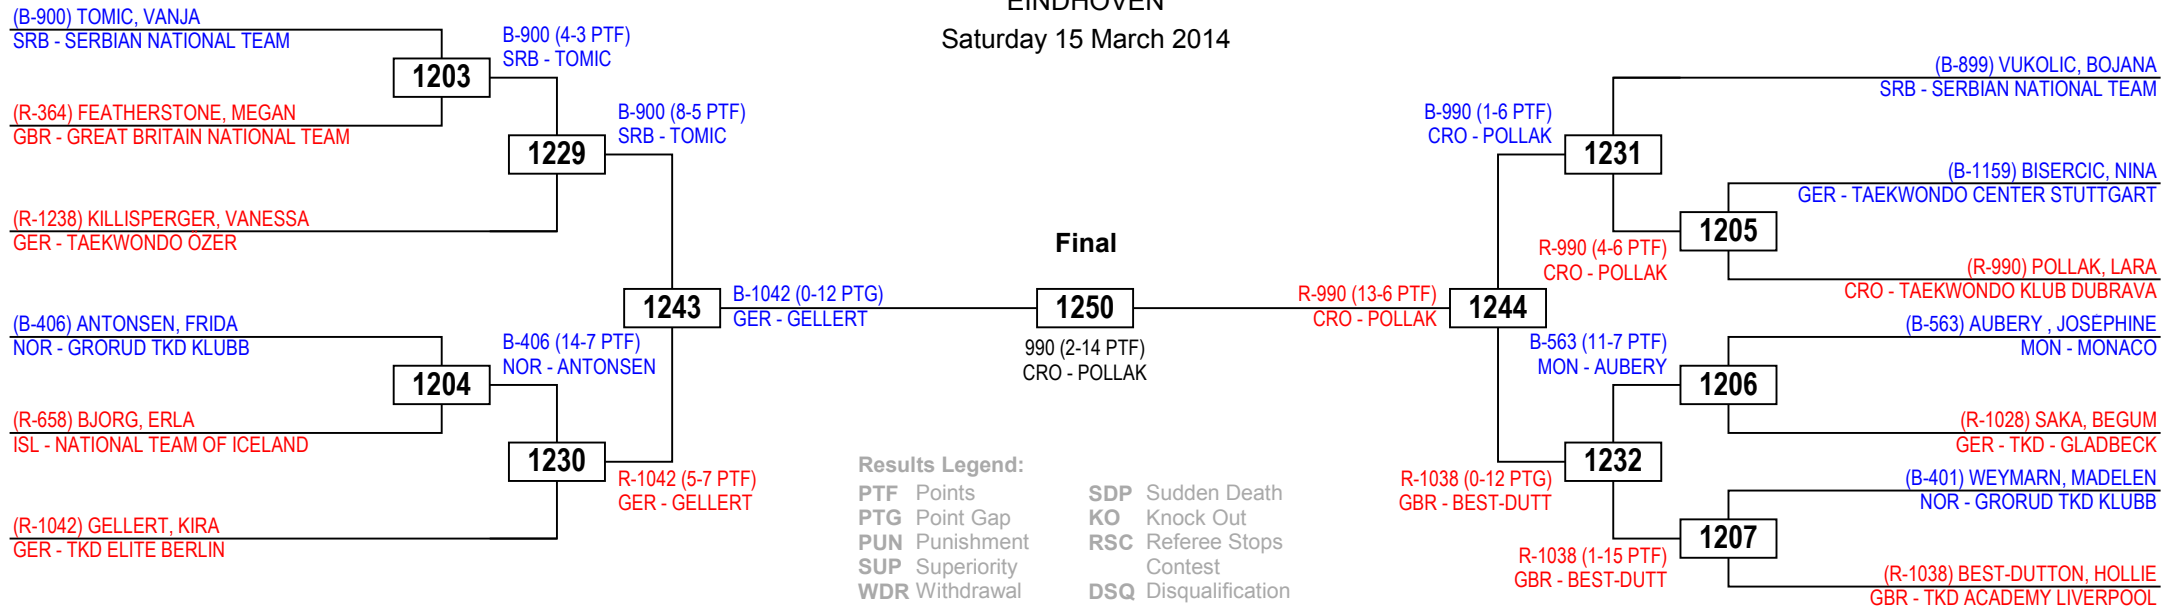 EINDHOVEN
Saturday 15 March 2014
(B-900) TOMIC, VANJA
SRB - SERBIAN NATIONAL TEAM
B-900 (4-3 PTF)
SRB - TOMIC
1203
(R-364) FEATHERSTONE, MEGAN
GBR - GREAT BRITAIN NATIONAL TEAM
B-900 (8-5 PTF)
SRB - TOMIC
1229
(R-1238) KILLISPERGER, VANESSA
GER - TAEKWONDO ÖZER
1243
B-1042 (0-12 PTG)
GER - GELLERT
(B-406) ANTONSEN, FRIDA
NOR - GRORUD TKD KLUBB
B-406 (14-7 PTF)
NOR - ANTONSEN
1204
(R-658) BJORG, ERLA
ISL - NATIONAL TEAM OF ICELAND
1230
R-1042 (5-7 PTF)
GER - GELLERT
(R-1042) GELLERT, KIRA
GER - TKD ELITE BERLIN
Final
1250
990 (2-14 PTF)
CRO - POLLAK
(B-899) VUKOLIC, BOJANA
SRB - SERBIAN NATIONAL TEAM
B-990 (1-6 PTF)
CRO - POLLAK
1231
(B-1159) BISERCIC, NINA
GER - TAEKWONDO CENTER STUTTGART
1205
R-990 (4-6 PTF)
CRO - POLLAK
(R-990) POLLAK, LARA
CRO - TAEKWONDO KLUB DUBRAVA
R-990 (13-6 PTF)
CRO - POLLAK
1244
(B-563) AUBERY , JOSÉPHINE
MON - MONACO
B-563 (11-7 PTF)
MON - AUBERY
1206
(R-1028) SAKA, BEGUM
GER - TKD - GLADBECK
1232
R-1038 (0-12 PTG)
GBR - BEST-DUTT
(B-401) WEYMARN, MADELEN
NOR - GRORUD TKD KLUBB
1207
R-1038 (1-15 PTF)
GBR - BEST-DUTT
(R-1038) BEST-DUTTON, HOLLIE
GBR - TKD ACADEMY LIVERPOOL
Results Legend:
PTF Points
PTG Point Gap
PUN Punishment
SUP Superiority
WDR Withdrawal
SDP Sudden Death
KO Knock Out
RSC Referee Stops
Contest
DSQ Disqualification